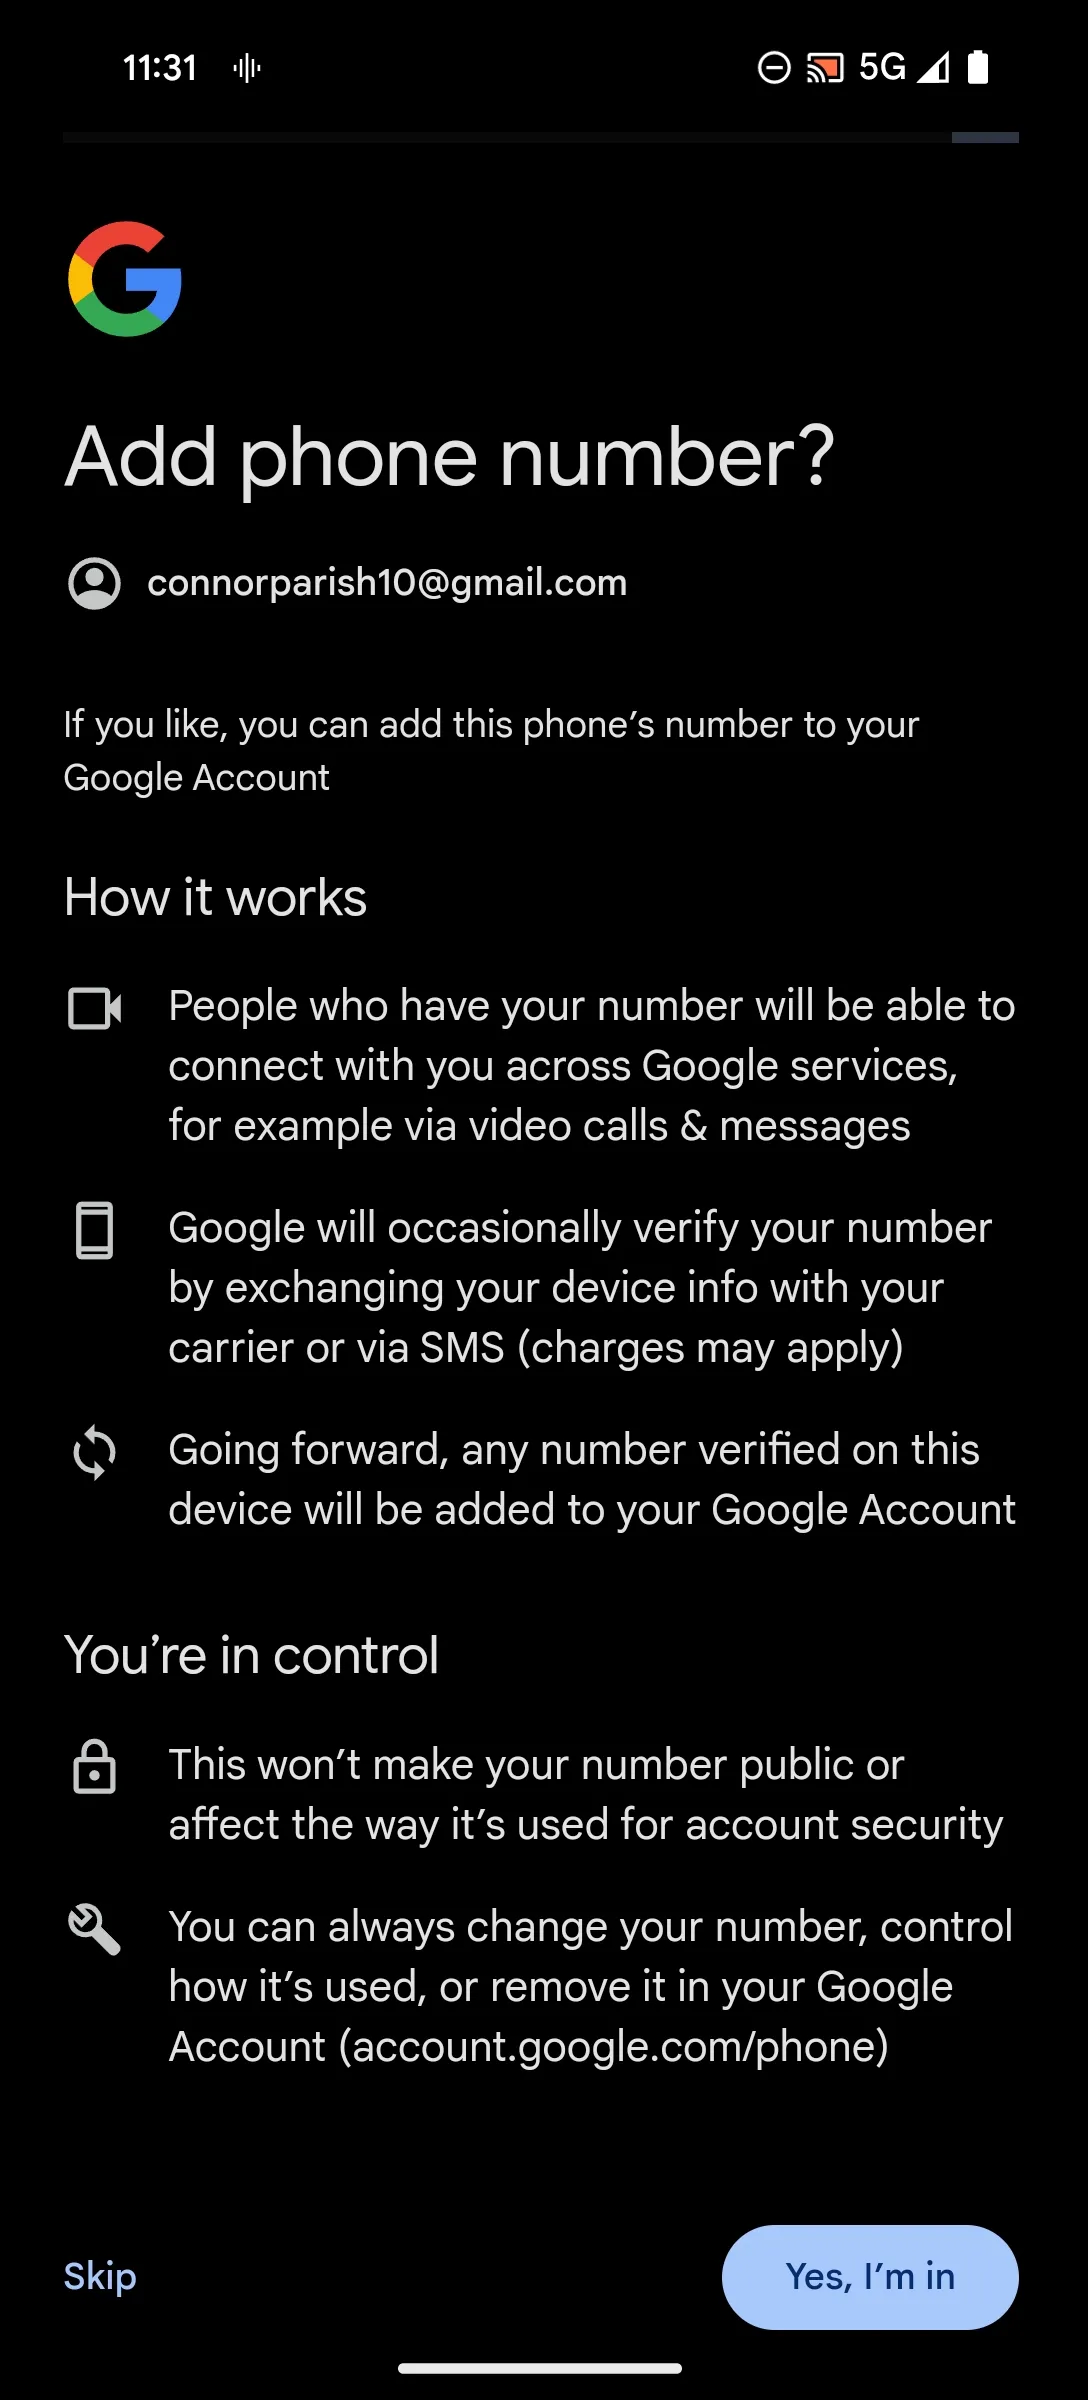 11:31
5G
Add phone number?
connorparish10@gmail.com
If you like, you can add this phone’s number to your
Google Account
How it works
People who have your number will be able to
connect with you across Google services,
for example via video calls & messages
Google will occasionally verify your number
by exchanging your device info with your
carrier or via SMS (charges may apply)
Going forward, any number verified on this
device will be added to your Google Account
You’re in control
This won’t make your number public or
affect the way it’s used for account security
You can always change your number, control
how it’s used, or remove it in your Google
Account (account.google.com/phone)
Skip
Yes, I’m in